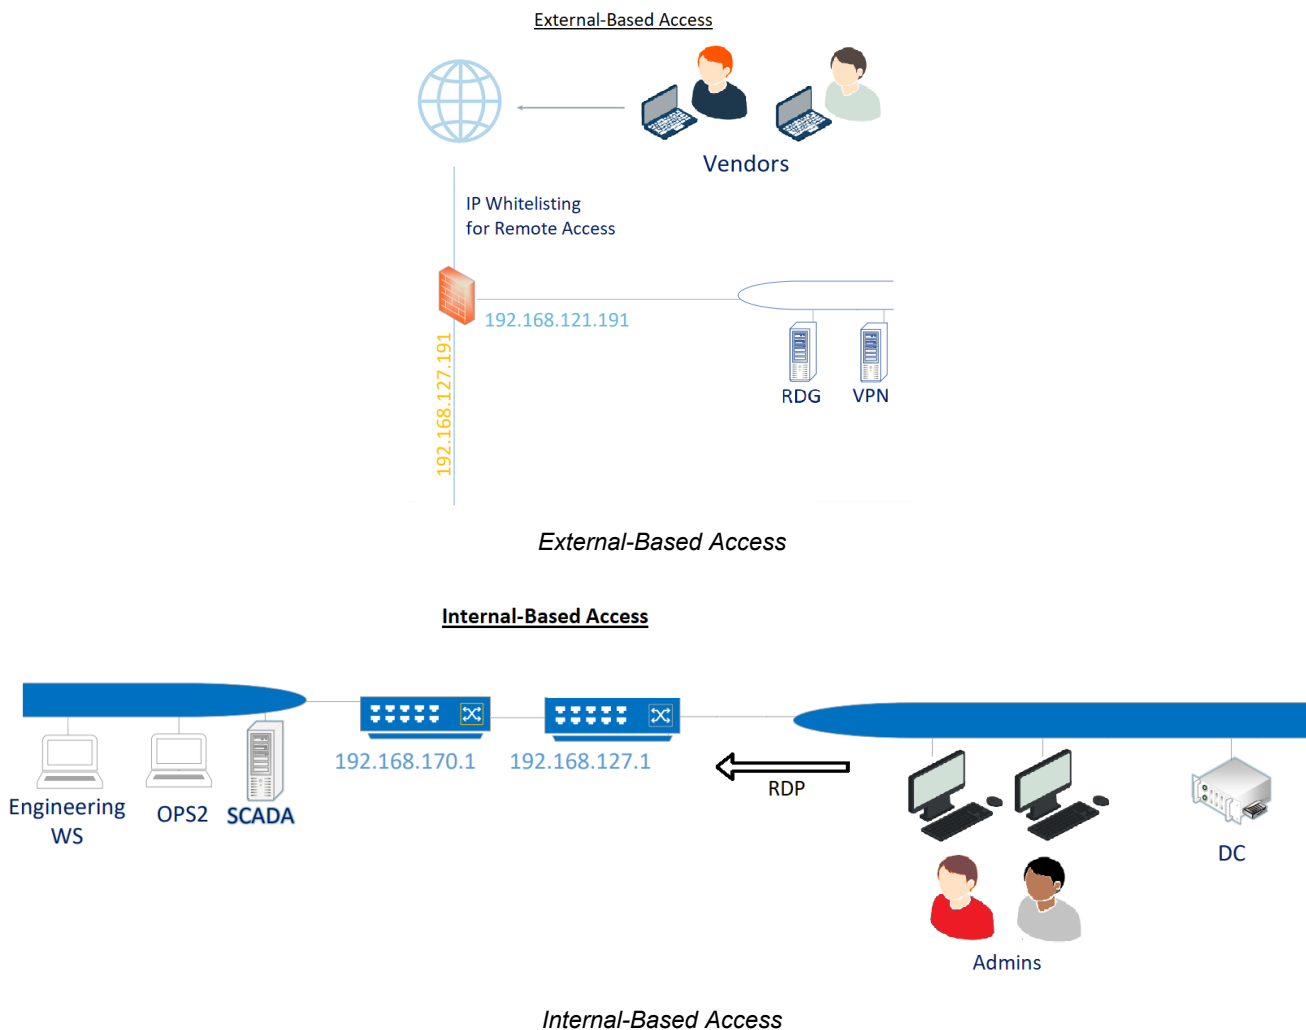 External-Based Access
Vendors
IP Whitelisting
for Remote Access
192.168.121.191
192.168.127.191
RDG
VPN
External-Based Access
Internal-Based Access
192.168.170.1
192.168.127.1
RDP
Engineering
WS
OPS2
SCADA
DC
Admins
Internal-Based Access